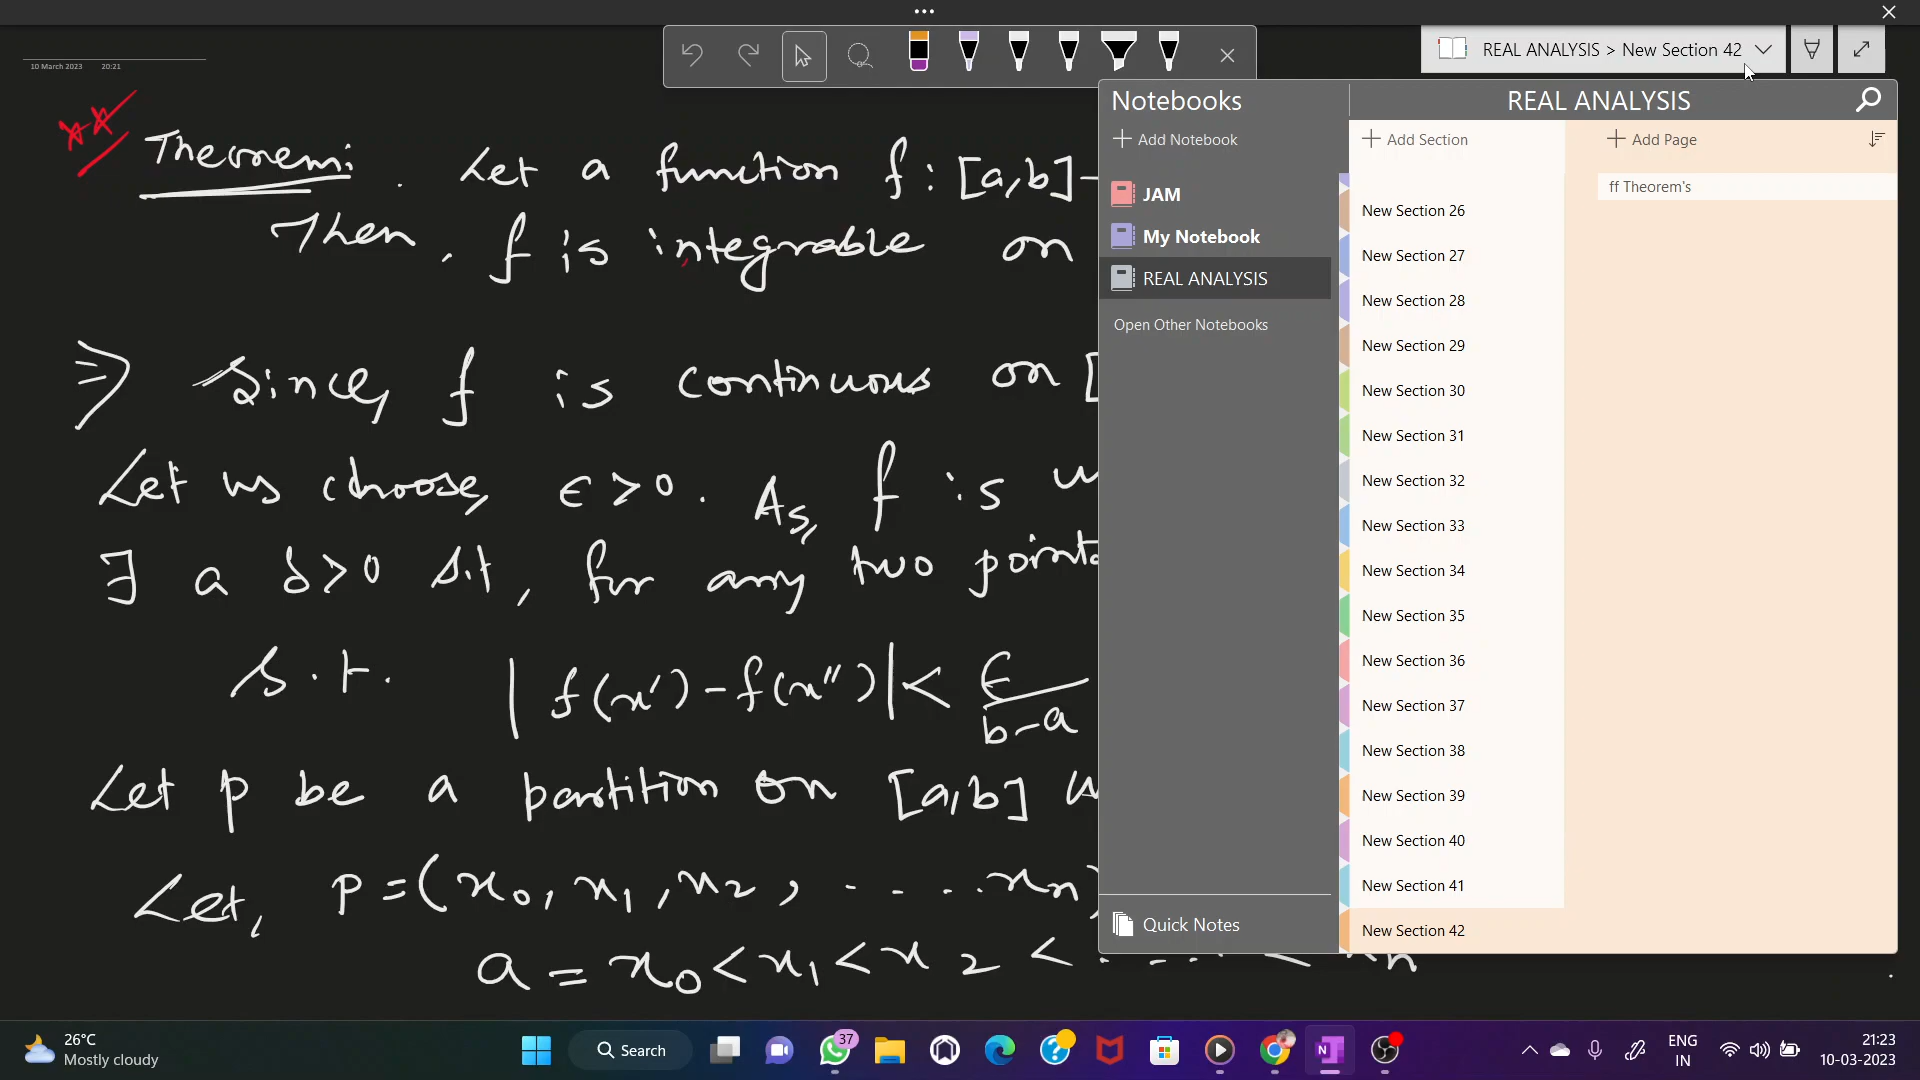 REAL ANALYSIS > New Section 42
10 March 2023 20:21
Notebooks
REAL ANALYSIS
Add Notebook
Add Section
Add Page
JAM
My Notebook
REAL ANALYSIS
Open Other Notebooks
Quick Notes
ff Theorem's
New Section 26
New Section 27
New Section 28
New Section 29
New Section 30
New Section 31
New Section 32
New Section 33
New Section 34
New Section 35
New Section 36
New Section 37
New Section 38
New Section 39
New Section 40
New Section 41
New Section 42
Theorem: . Let a function f : [a,b] -
Then, f is integrable on
⇒ Since, f is continuous on [
Let us choose, ϵ > 0. As, f is u
∃ a δ > 0 s.t, for any two points
s.t. |f(x′) - f(x″)| < ϵ/b-a
Let p be a partition on [a,b] w
Let, P = (x0, x1, x2, ..... xn)
a = x0 < x1 < x2 < ..... < xn
26°C
Mostly cloudy
Search
37
ENG
IN
21:23
10-03-2023